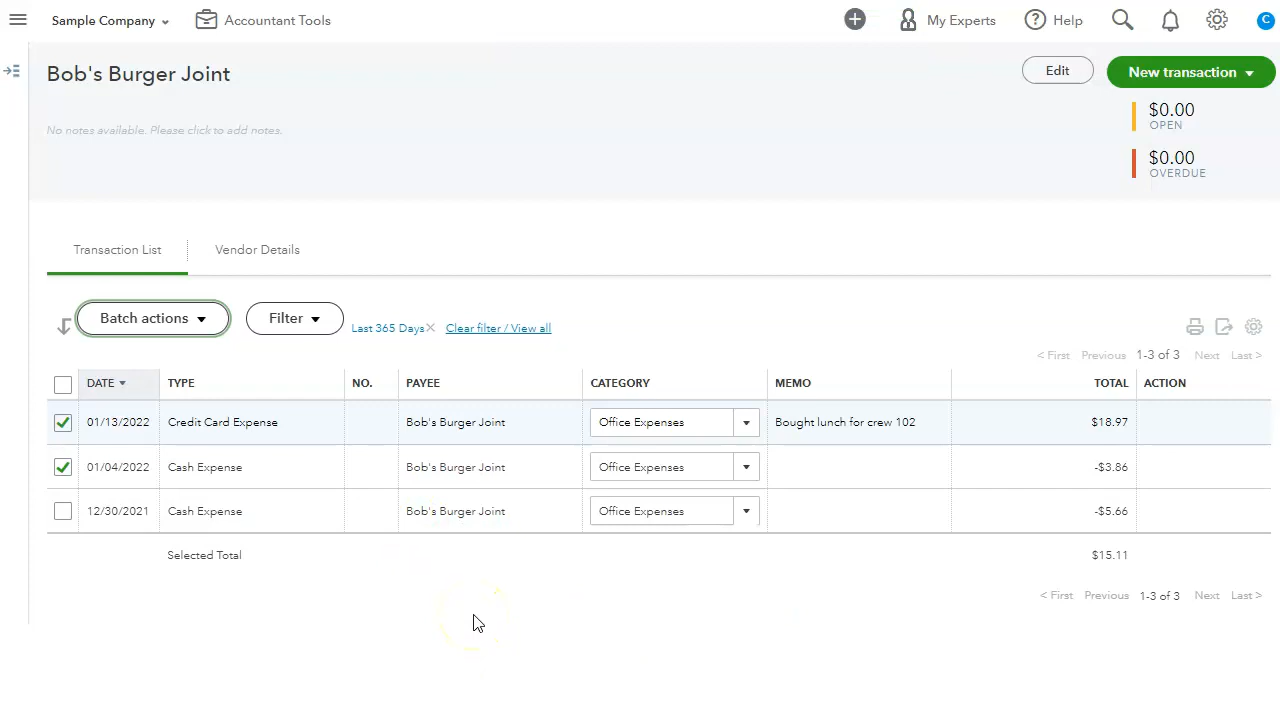 Sample Company Accountant Tools My Experts Help C
Bob's Burger Joint Edit New transaction
$0.00
OPEN
No notes available. Please click to add notes.
$0.00
OVERDUE
Transaction List Vendor Details
Batch actions Filter Last 365 Days Clear filter / View all
< First Previous 1-3 of 3 Next Last >
DATE TYPE NO. PAYEE CATEGORY MEMO TOTAL ACTION
01/13/2022 Credit Card Expense Bob's Burger Joint Office Expenses Bought lunch for crew 102 $18.97
01/04/2022 Cash Expense Bob's Burger Joint Office Expenses -$3.86
12/30/2021 Cash Expense Bob's Burger Joint Office Expenses -$5.66
Selected Total $15.11
< First Previous 1-3 of 3 Next Last >